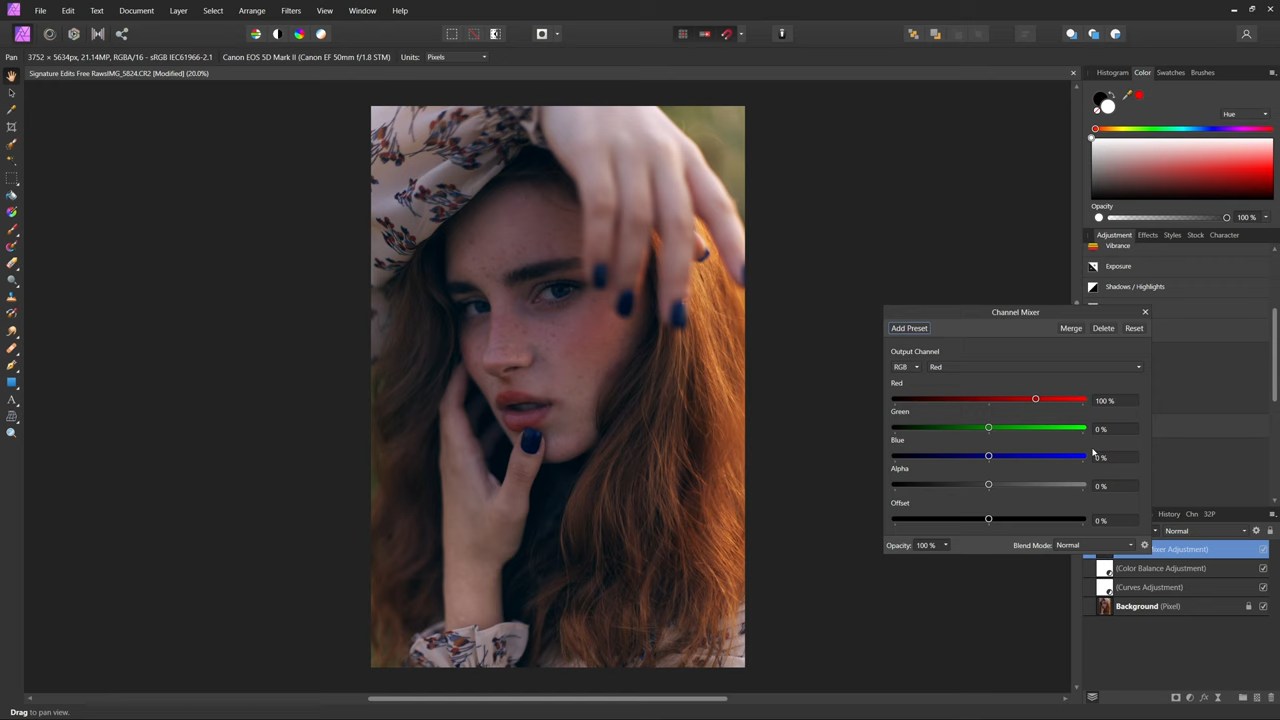 File Edit Text Document Layer Select Arrange Filters View Window Help
Pan 3752 × 5634px, 21.14MP, RGBA/16 - sRGB IEC61966-2.1 Canon EOS 5D Mark II (Canon EF 50mm f/1.8 STM) Units: Pixels
Signature Edits Free RawsIMG_5824.CR2 [Modified] (20.0%)
Histogram Color Swatches Brushes
Hue
Opacity
100 %
Adjustment Effects Styles Stock Character
Vibrance
Exposure
Shadows / Highlights
Channel Mixer
Add Preset Merge Delete Reset
Output Channel
RGB Red
Red
100 %
Green
0 %
Blue
0 %
Alpha
0 %
Offset
0 %
Opacity: 100 % Blend Mode: Normal
History Chn 32P
Normal
Mixer Adjustment)
(Color Balance Adjustment)
(Curves Adjustment)
Background (Pixel)
Drag to pan view.